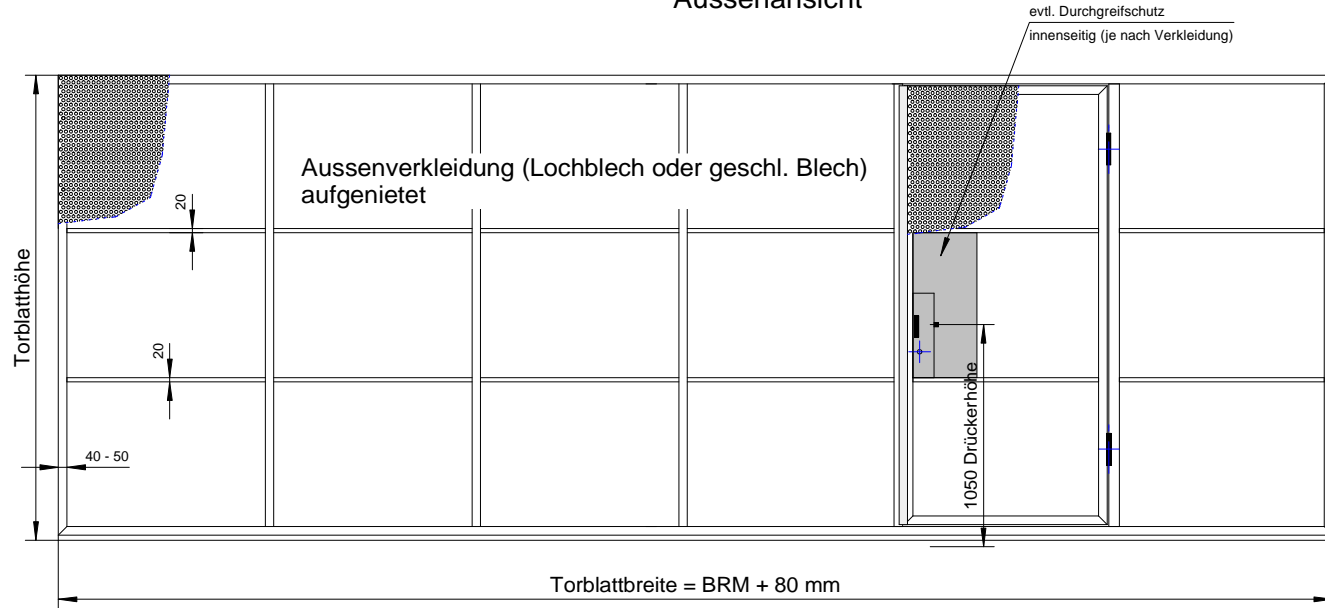 Aussenansicht
evtl. Durchgreifschutz
innenseitig (je nach Verkleidung)
Aussenverkleidung (Lochblech oder geschl. Blech)
aufgenietet
20
Torblatthöhe
20
1050 Drückerhöhe
40 - 50
Torblattbreite = BRM + 80 mm